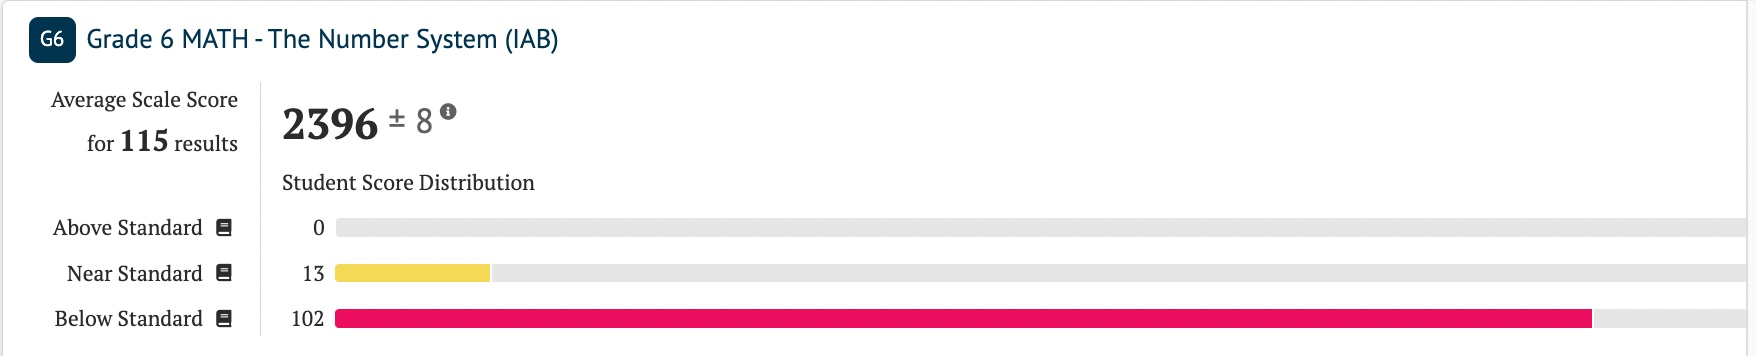 G6 Grade 6 MATH - The Number System (IAB)
Average Scale Score
for 115 results
2396 ± 8
Student Score Distribution
Above Standard 0
Near Standard 13
Below Standard 102